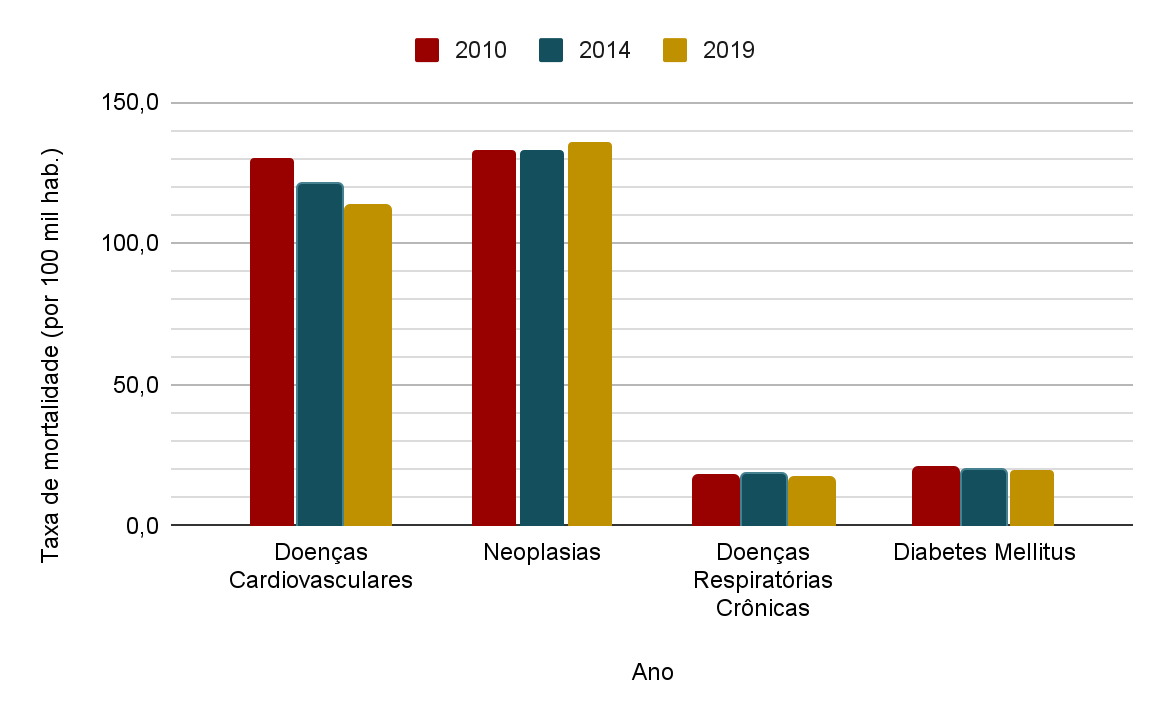 2010 2014 2019
150,0
100,0
50,0
0,0
Taxa de mortalidade (por 100 mil hab.)
Doenças
Cardiovasculares
Neoplasias
Doenças
Respiratórias
Crônicas
Diabetes Mellitus
Ano